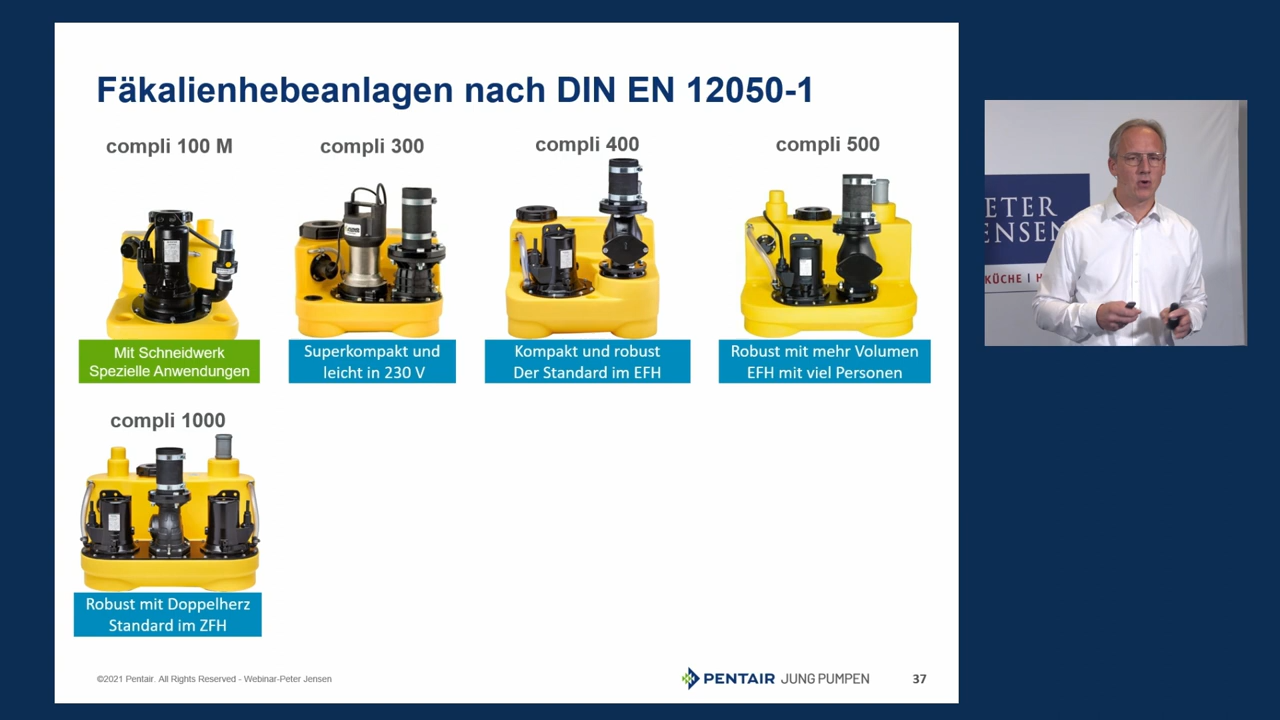 Fäkalienhebeanlagen nach DIN EN 12050-1
compli 100 M
compli 300
compli 400
compli 500
Mit Schneidwerk
Spezielle Anwendungen
Superkompakt und
leicht in 230 V
Kompakt und robust
Der Standard im EFH
Robust mit mehr Volumen
EFH mit viel Personen
compli 1000
Robust mit Doppelherz
Standard im ZFH
©2021 Pentair. All Rights Reserved - Webinar-Peter Jensen
PENTAIR JUNG PUMPEN
37
ETER
ENSEN
KÜCHE | H